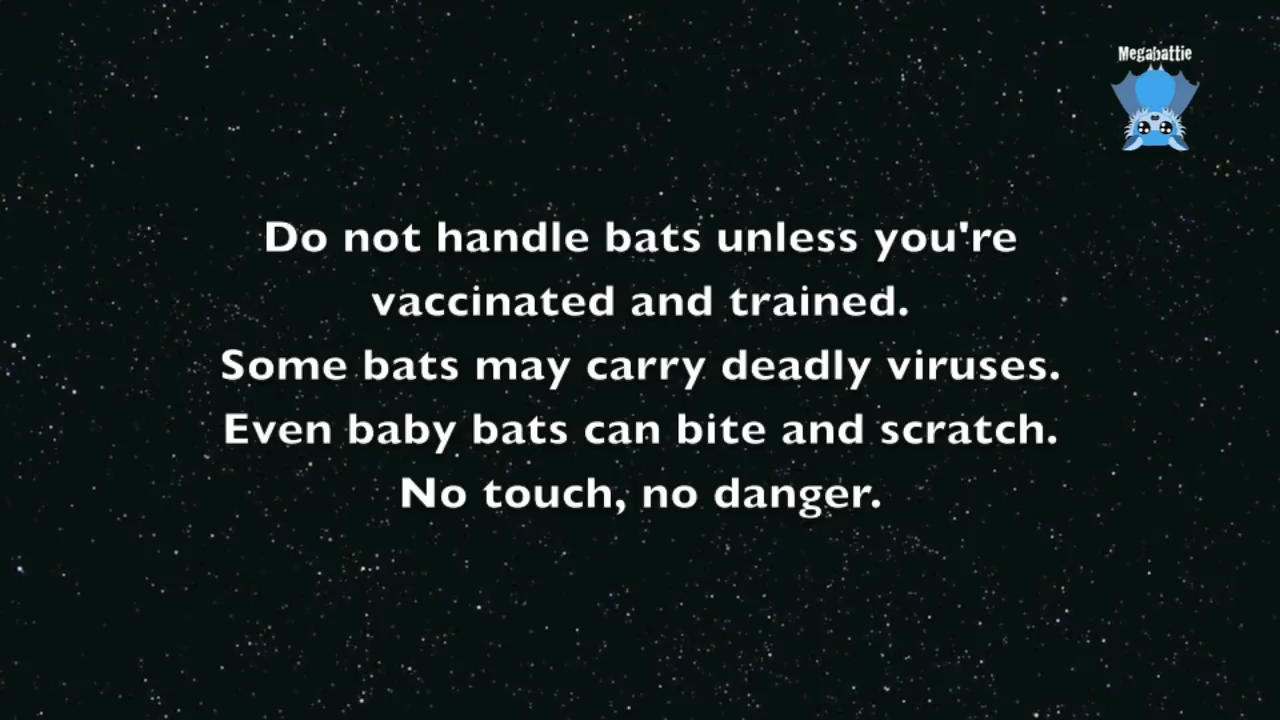 Megabattie
Do not handle bats unless you're
vaccinated and trained.
Some bats may carry deadly viruses.
Even baby bats can bite and scratch.
No touch, no danger.